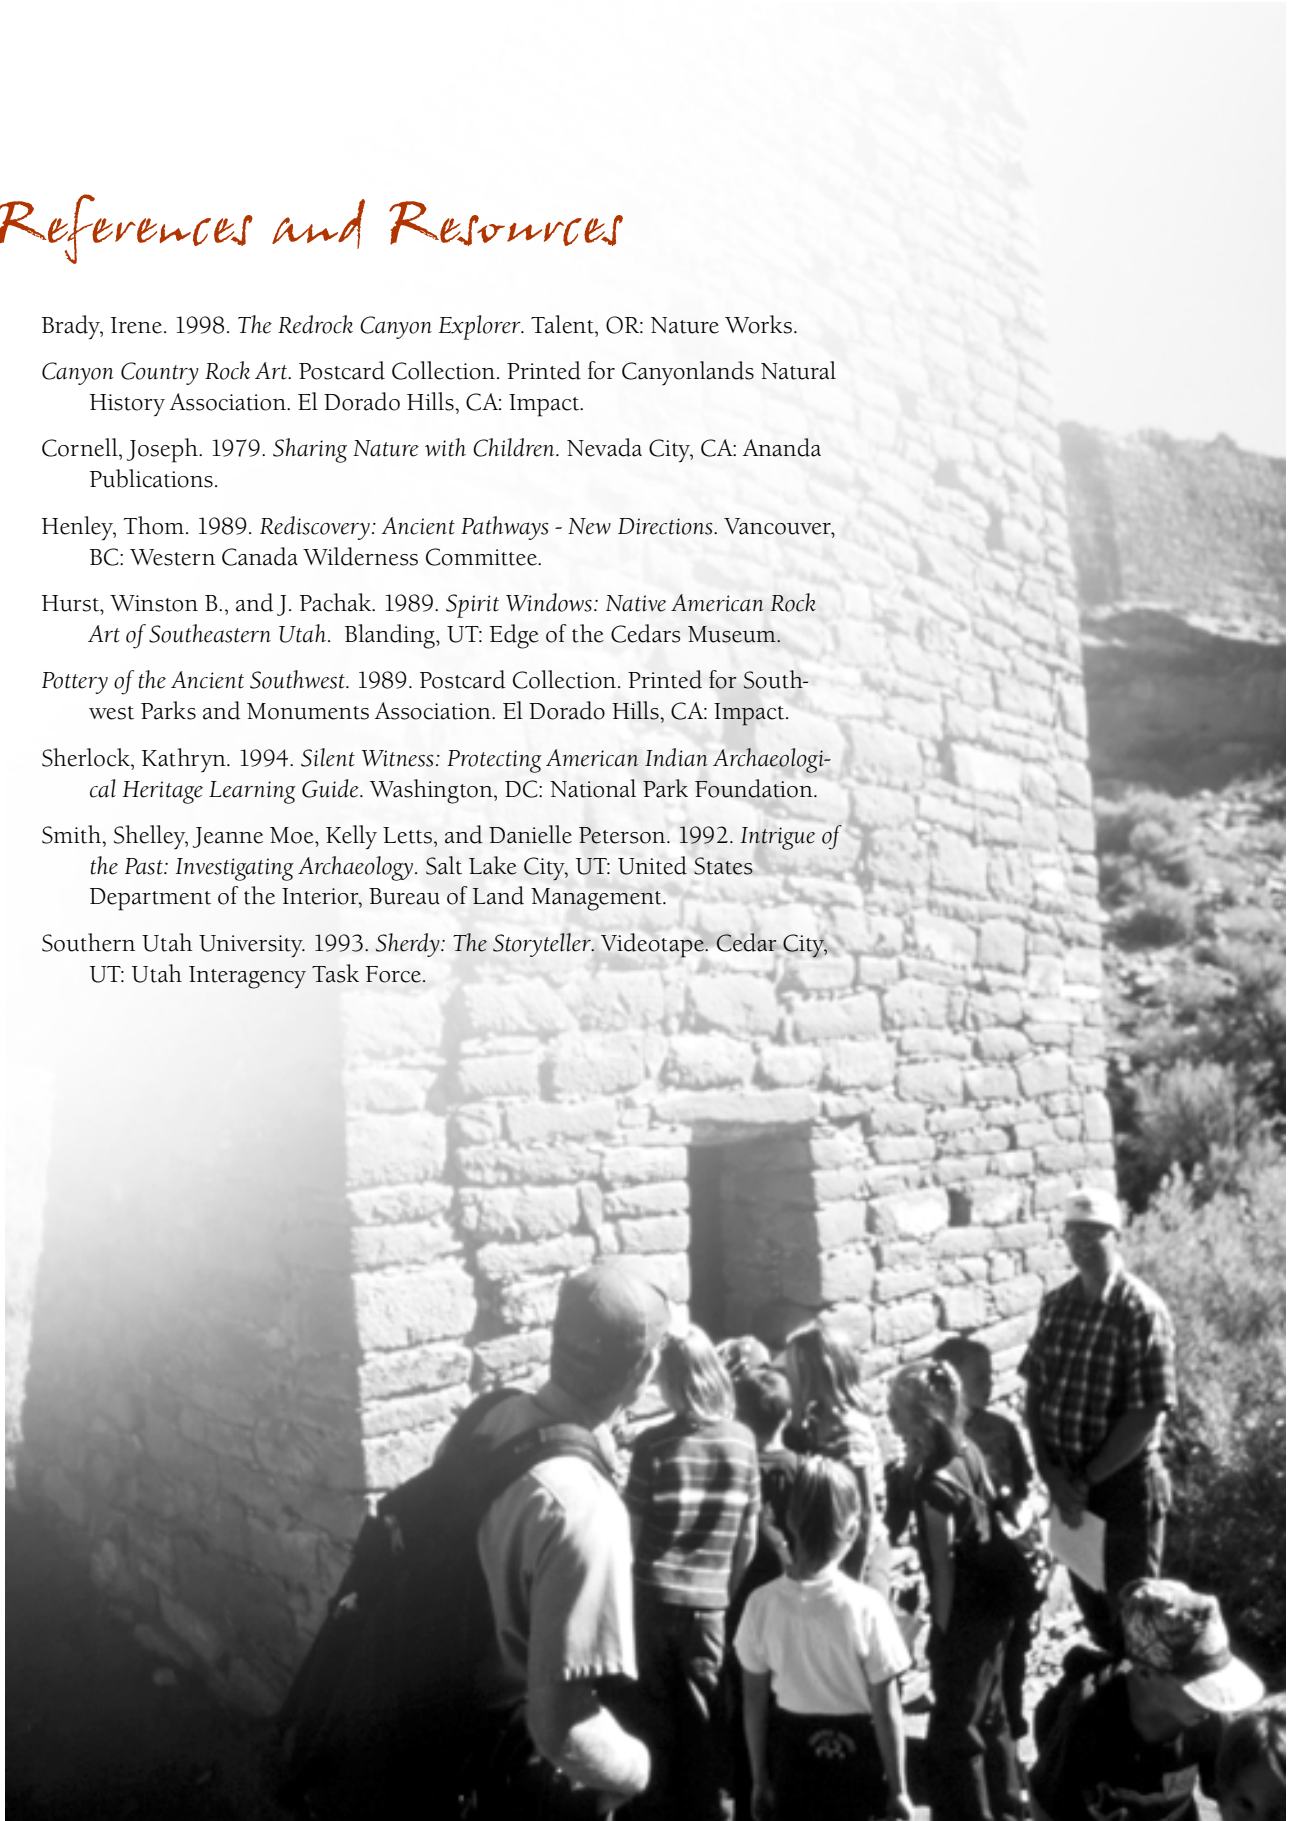 References and Resources
Brady, Irene. 1998. The Redrock Canyon Explorer. Talent, OR: Nature Works.
Canyon Country Rock Art. Postcard Collection. Printed for Canyonlands Natural
History Association. El Dorado Hills, CA: Impact.
Cornell, Joseph. 1979. Sharing Nature with Children. Nevada City, CA: Ananda
Publications.
Henley, Thom. 1989. Rediscovery: Ancient Pathways - New Directions. Vancouver,
BC: Western Canada Wilderness Committee.
Hurst, Winston B., and J. Pachak. 1989. Spirit Windows: Native American Rock
Art of Southeastern Utah.  Blanding, UT: Edge of the Cedars Museum.
Pottery of the Ancient Southwest. 1989. Postcard Collection. Printed for South-
west Parks and Monuments Association. El Dorado Hills, CA: Impact.
Sherlock, Kathryn. 1994. Silent Witness: Protecting American Indian Archaeologi-
cal Heritage Learning Guide. Washington, DC: National Park Foundation.
Smith, Shelley, Jeanne Moe, Kelly Letts, and Danielle Peterson. 1992. Intrigue of
the Past: Investigating Archaeology. Salt Lake City, UT: United States
Department of the Interior, Bureau of Land Management.
Southern Utah University. 1993. Sherdy: The Storyteller. Videotape. Cedar City,
UT: Utah Interagency Task Force.